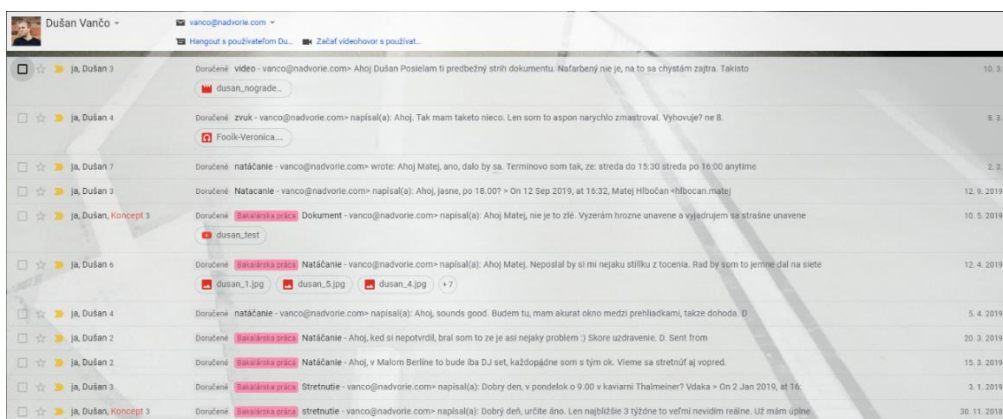 Dušan Vančo
vanco@nadvorie.com
Hangout s používateľom Du... Začať videohovor s používat...
ja, Dušan 3 Doručené video - vanco@nadvorie.com> Ahoj Dušan Posielam ti predbežný strih dokumentu. Nafarbený nie je, na to sa chystám zajtra. Takisto 10. 3.
dusan_nograde...
ja, Dušan 4 Doručené zvuk - vanco@nadvorie.com> napísal(a): Ahoj. Tak mam taketo nieco. Len som to aspon narychlo zmastroval. Vyhovuje? ne 8. 8. 3.
Foolk-Veronica....
ja, Dušan 7 Doručené natáčanie - vanco@nadvorie.com> wrote: Ahoj Matej, ano, dalo by sa. Terminovo som tak, ze: streda do 15:30 streda po 16:00 anytime 2. 3.
ja, Dušan 3 Doručené Natacanie - vanco@nadvorie.com> napísal(a): Ahoj, jasne, po 18.00? > On 12 Sep 2019, at 16:32, Matej Hlbočan <hlbocan.matej 12. 9. 2019
ja, Dušan, Koncept 3 Doručené Bakalárska práca Dokument - vanco@nadvorie.com> napísal(a): Ahoj Matej, nie je to zlé. Vyzerám hrozne unavene a vyjadrujem sa strašne unavene 10. 5. 2019
dusan_test
ja, Dušan 6 Doručené Bakalárska práca Natáčanie - vanco@nadvorie.com> napísal(a): Ahoj Matej. Neposlal by si mi nejaku stillku z tocenia. Rad by som to jemne dal na siete 12. 4. 2019
dusan_1.jpg dusan_5.jpg dusan_4.jpg +7
ja, Dušan 4 Doručené natáčanie - vanco@nadvorie.com> napísal(a): Ahoj, sounds good. Budem tu, mam akurat okno medzi prehliadkami, takze dohoda. D 5. 4. 2019
ja, Dušan 2 Doručené Bakalárska práca Natáčanie - Ahoj, ked si nepotvrdil, bral som to ze je asi nejaky problem :) Skore uzdravenie. D. Sent from 20. 3. 2019
ja, Dušan 2 Doručené Bakalárska práca Natáčanie - Ahoj, v Malom Berlíne to bude iba DJ set, každopádne som s tým ok. Vieme sa stretnúť aj vopred. 15. 3. 2019
ja, Dušan 3 Doručené Bakalárska práca Stretnutie - vanco@nadvorie.com> napísal(a): Dobry den, v pondelok o 9.00 v kaviarni Thalmeiner? Vdaka > On 2 Jan 2019, at 16: 3. 1. 2019
ja, Dušan, Koncept 3 Doručené Bakalárska práca stretnutie - vanco@nadvorie.com> napísal(a): Dobrý deň, určite áno. Len najbližšie 3 týždne to veľmi nevidím reálne. Už mám úplne 30. 11. 2018